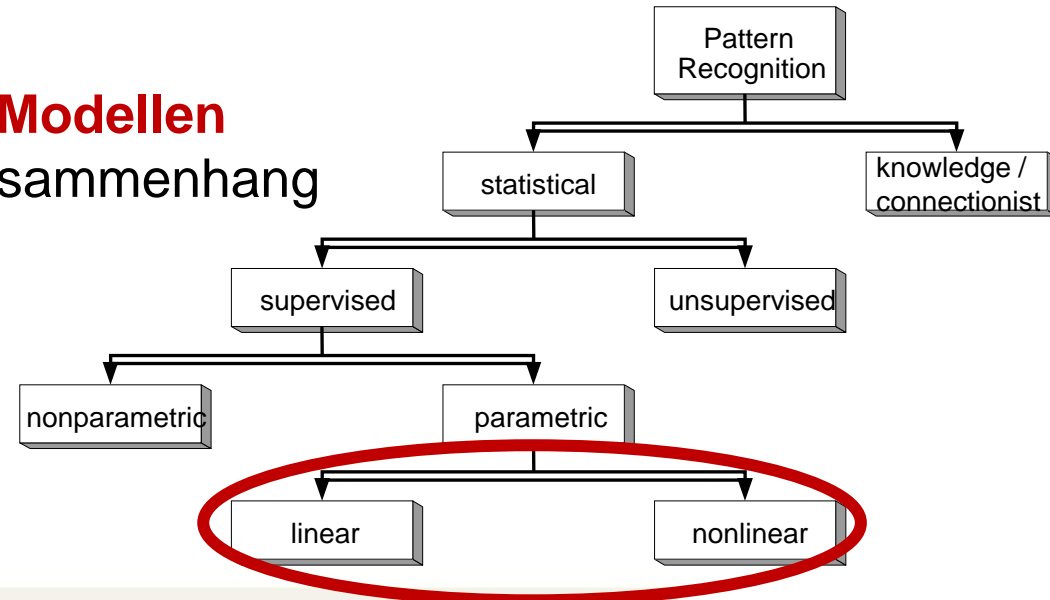 Modellen
sammenhang
Pattern
Recognition
statistical
knowledge /
connectionist
supervised
unsupervised
nonparametric
parametric
linear
nonlinear